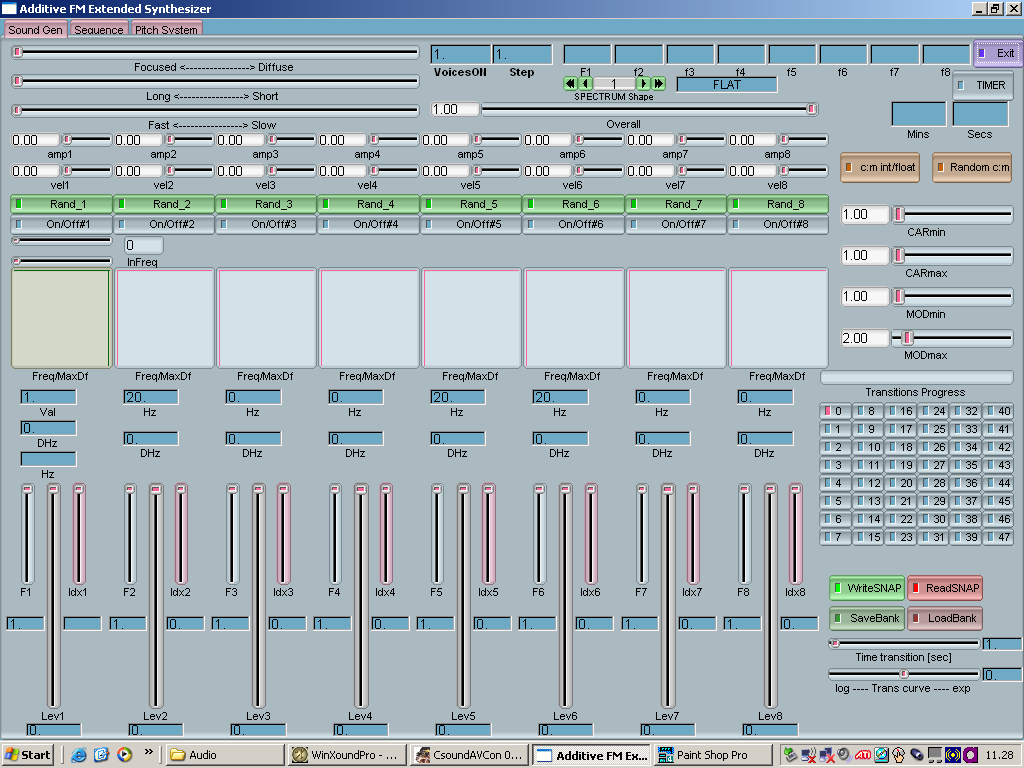 Additive FM Extended Synthesizer
Sound Gen Sequence Pitch System
1. 1. Exit
Focused <----------------> Diffuse
VoicesON Step F1 f2 f3 f4 f5 f6 f7 f8
1 FLAT TIMER
SPECTRUM Shape
Long <----------------> Short
1.00
Overall
Fast <----------------> Slow
Mins Secs
0.00 0.00 0.00 0.00 0.00 0.00 0.00 0.00
amp1 amp2 amp3 amp4 amp5 amp6 amp7 amp8
0.00 0.00 0.00 0.00 0.00 0.00 0.00 0.00
vel1 vel2 vel3 vel4 vel5 vel6 vel7 vel8
c:m int/float Random c:m
Rand_1 Rand_2 Rand_3 Rand_4 Rand_5 Rand_6 Rand_7 Rand_8
On/Off#1 On/Off#2 On/Off#3 On/Off#4 On/Off#5 On/Off#6 On/Off#7 On/Off#8
0
InFreq
1.00
CARmin
1.00
CARmax
1.00
MODmin
2.00
MODmax
Freq/MaxDf Freq/MaxDf Freq/MaxDf Freq/MaxDf Freq/MaxDf Freq/MaxDf Freq/MaxDf Freq/MaxDf
1. 20. 0. 0. 20. 20. 0. 0.
Val Hz Hz Hz Hz Hz Hz Hz
0. 0. 0. 0. 0. 0. 0. 0.
DHz DHz DHz DHz DHz DHz DHz DHz
Hz
Transitions Progress
0 8 16 24 32 40
1 9 17 25 33 41
2 10 18 26 34 42
3 11 19 27 35 43
4 12 20 28 36 44
5 13 21 29 37 45
6 14 22 30 38 46
7 15 23 31 39 47
F1 Idx1 F2 Idx2 F3 Idx3 F4 Idx4 F5 Idx5 F6 Idx6 F7 Idx7 F8 Idx8
1. 1. 0. 1. 0. 1. 0. 1. 0. 1. 0. 1. 0. 1. 0.
WriteSNAP ReadSNAP
SaveBank LoadBank
1.
Time transition [sec]
0.
log ---- Trans curve ---- exp
Lev1 Lev2 Lev3 Lev4 Lev5 Lev6 Lev7 Lev8
0. 0. 0. 0. 0. 0. 0. 0.
Start » Audio WinXoundPro - ... CsoundAVCon 0... Additive FM Ex... Paint Shop Pro ATI 11.28